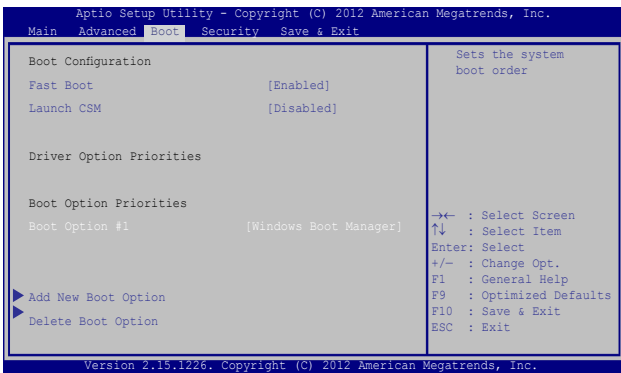 Aptio Setup Utility - Copyright (C) 2012 American Megatrends, Inc.
Main Advanced Boot Security Save & Exit
Boot Configuration
Fast Boot [Enabled]
Launch CSM [Disabled]
Driver Option Priorities
Boot Option Priorities
Boot Option #1 [Windows Boot Manager]
Add New Boot Option
Delete Boot Option
Sets the system
boot order
→← : Select Screen
↑↓ : Select Item
Enter: Select
+/— : Change Opt.
F1 : General Help
F9 : Optimized Defaults
F10 : Save & Exit
ESC : Exit
Version 2.15.1226. Copyright (C) 2012 American Megatrends, Inc.